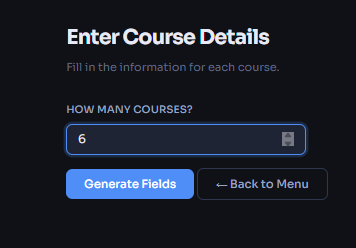 Enter Course Details
Fill in the information for each course.
HOW MANY COURSES?
6
Generate Fields
← Back to Menu